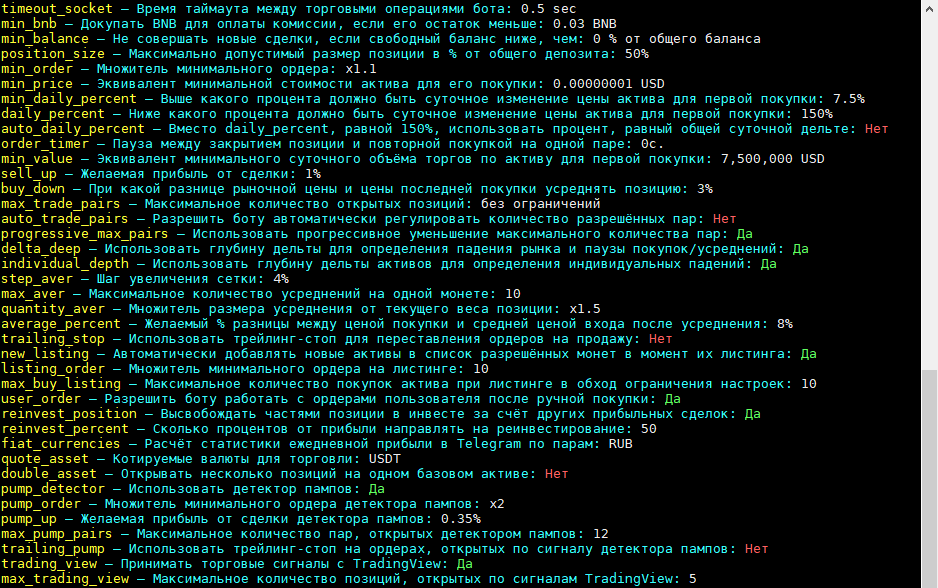 timeout_socket — Время таймаута между торговыми операциями бота: 0.5 sec
min_bnb — Докупать BNB для оплаты комиссии, если его остаток меньше: 0.03 BNB
min_balance — Не совершать новые сделки, если свободный баланс ниже, чем: 0 % от общего баланса
position_size — Максимально допустимый размер позиции в % от общего депозита: 50%
min_order — Множитель минимального ордера: x1.1
min_price — Эквивалент минимальной стоимости актива для его покупки: 0.00000001 USD
min_daily_percent — Выше какого процента должно быть суточное изменение цены актива для первой покупки: 7.5%
daily_percent — Ниже какого процента должно быть суточное изменение цены актива для первой покупки: 150%
auto_daily_percent — Вместо daily_percent, равной 150%, использовать процент, равный общей суточной дельте: Нет
order_timer — Пауза между закрытием позиции и повторной покупкой на одной паре: 0с.
min_value — Эквивалент минимального суточного объёма торгов по активу для первой покупки: 7,500,000 USD
sell_up — Желаемая прибыль от сделки: 1%
buy_down — При какой разнице рыночной цены и цены последней покупки усреднять позицию: 3%
max_trade_pairs — Максимальное количество открытых позиций: без ограничений
auto_trade_pairs — Разрешить боту автоматически регулировать количество разрешённых пар: Нет
progressive_max_pairs — Использовать прогрессивное уменьшение максимального количества пар: Да
delta_deep — Использовать глубину дельты для определения падения рынка и паузы покупок/усреднений: Да
individual_depth — Использовать глубину дельты активов для определения индивидуальных падений: Да
step_aver — Шаг увеличения сетки: 4%
max_aver — Максимальное количество усреднений на одной монете: 10
quantity_aver — Множитель размера усреднения от текущего веса позиции: x1.5
average_percent — Желаемый % разницы между ценой покупки и средней ценой входа после усреднения: 8%
trailing_stop — Использовать трейлинг-стоп для переставления ордеров на продажу: Нет
new_listing — Автоматически добавлять новые активы в список разрешённых монет в момент их листинга: Да
listing_order — Множитель минимального ордера на листинге: 10
max_buy_listing — Максимальное количество покупок актива при листинге в обход ограничения настроек: 10
user_order — Разрешить боту работать с ордерами пользователя после ручной покупки: Да
reinvest_position — Высвобождать частями позиции в инвесте за счёт других прибыльных сделок: Да
reinvest_percent — Сколько процентов от прибыли направлять на реинвестирование: 50
fiat_currencies — Расчёт статистики ежедневной прибыли в Telegram по парам: RUB
quote_asset — Котируемые валюты для торговли: USDT
double_asset — Открывать несколько позиций на одном базовом активе: Нет
pump_detector — Использовать детектор пампов: Да
pump_order — Множитель минимального ордера детектора пампов: x2
pump_up — Желаемая прибыль от сделки детектора пампов: 0.35%
max_pump_pairs — Максимальное количество пар, открытых детектором пампов: 12
trailing_pump — Использовать трейлинг-стоп на ордерах, открытых по сигналу детектора пампов: Нет
trading_view — Принимать торговые сигналы с TradingView: Да
max_trading_view — Максимальное количество позиций, открытых по сигналам TradingView: 5